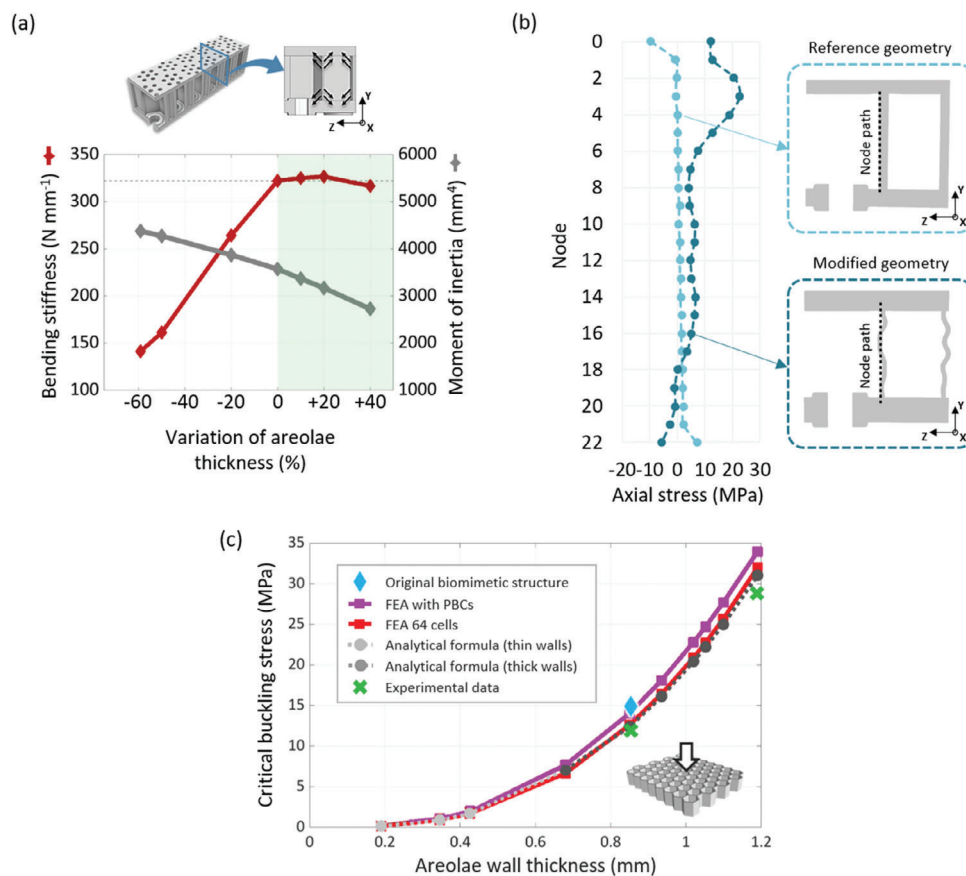 (a)
Y
Z
X
Bending stiffness (N mm-1)
350
300
250
200
150
100
6000
5000
4000
3000
2000
1000
Moment of inertia (mm4)
-60 -40 -20 0 +20 +40
Variation of areolae
thickness (%)
(b)
Node
0
2
4
6
8
10
12
14
16
18
20
22
-20 -10 0 10 20 30
Axial stress (MPa)
Reference geometry
Node path
Y
Z
X
Modified geometry
Node path
Y
Z
X
(c)
Critical buckling stress (MPa)
35
30
25
20
15
10
5
0
Original biomimetic structure
FEA with PBCs
FEA 64 cells
Analytical formula (thin walls)
Analytical formula (thick walls)
Experimental data
0 0.2 0.4 0.6 0.8 1 1.2
Areolae wall thickness (mm)